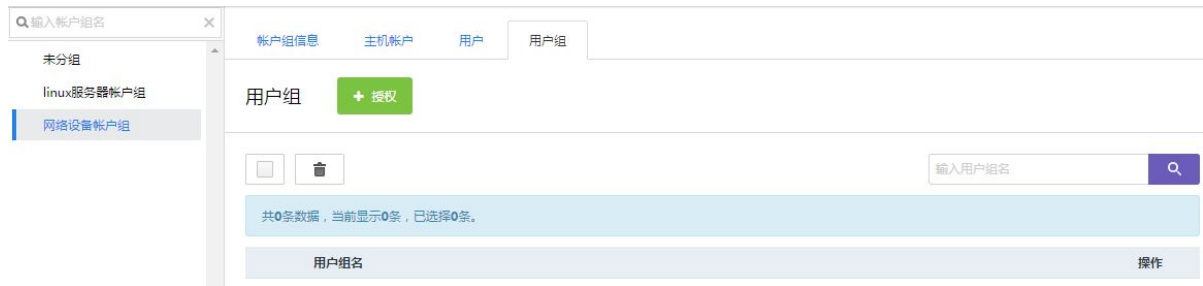 输入帐户组名
未分组
linux服务器帐户组
网络设备帐户组
帐户组信息 主机帐户 用户 用户组
用户组 授权
输入用户组名
共0条数据，当前显示0条，已选择0条。
用户组名 操作